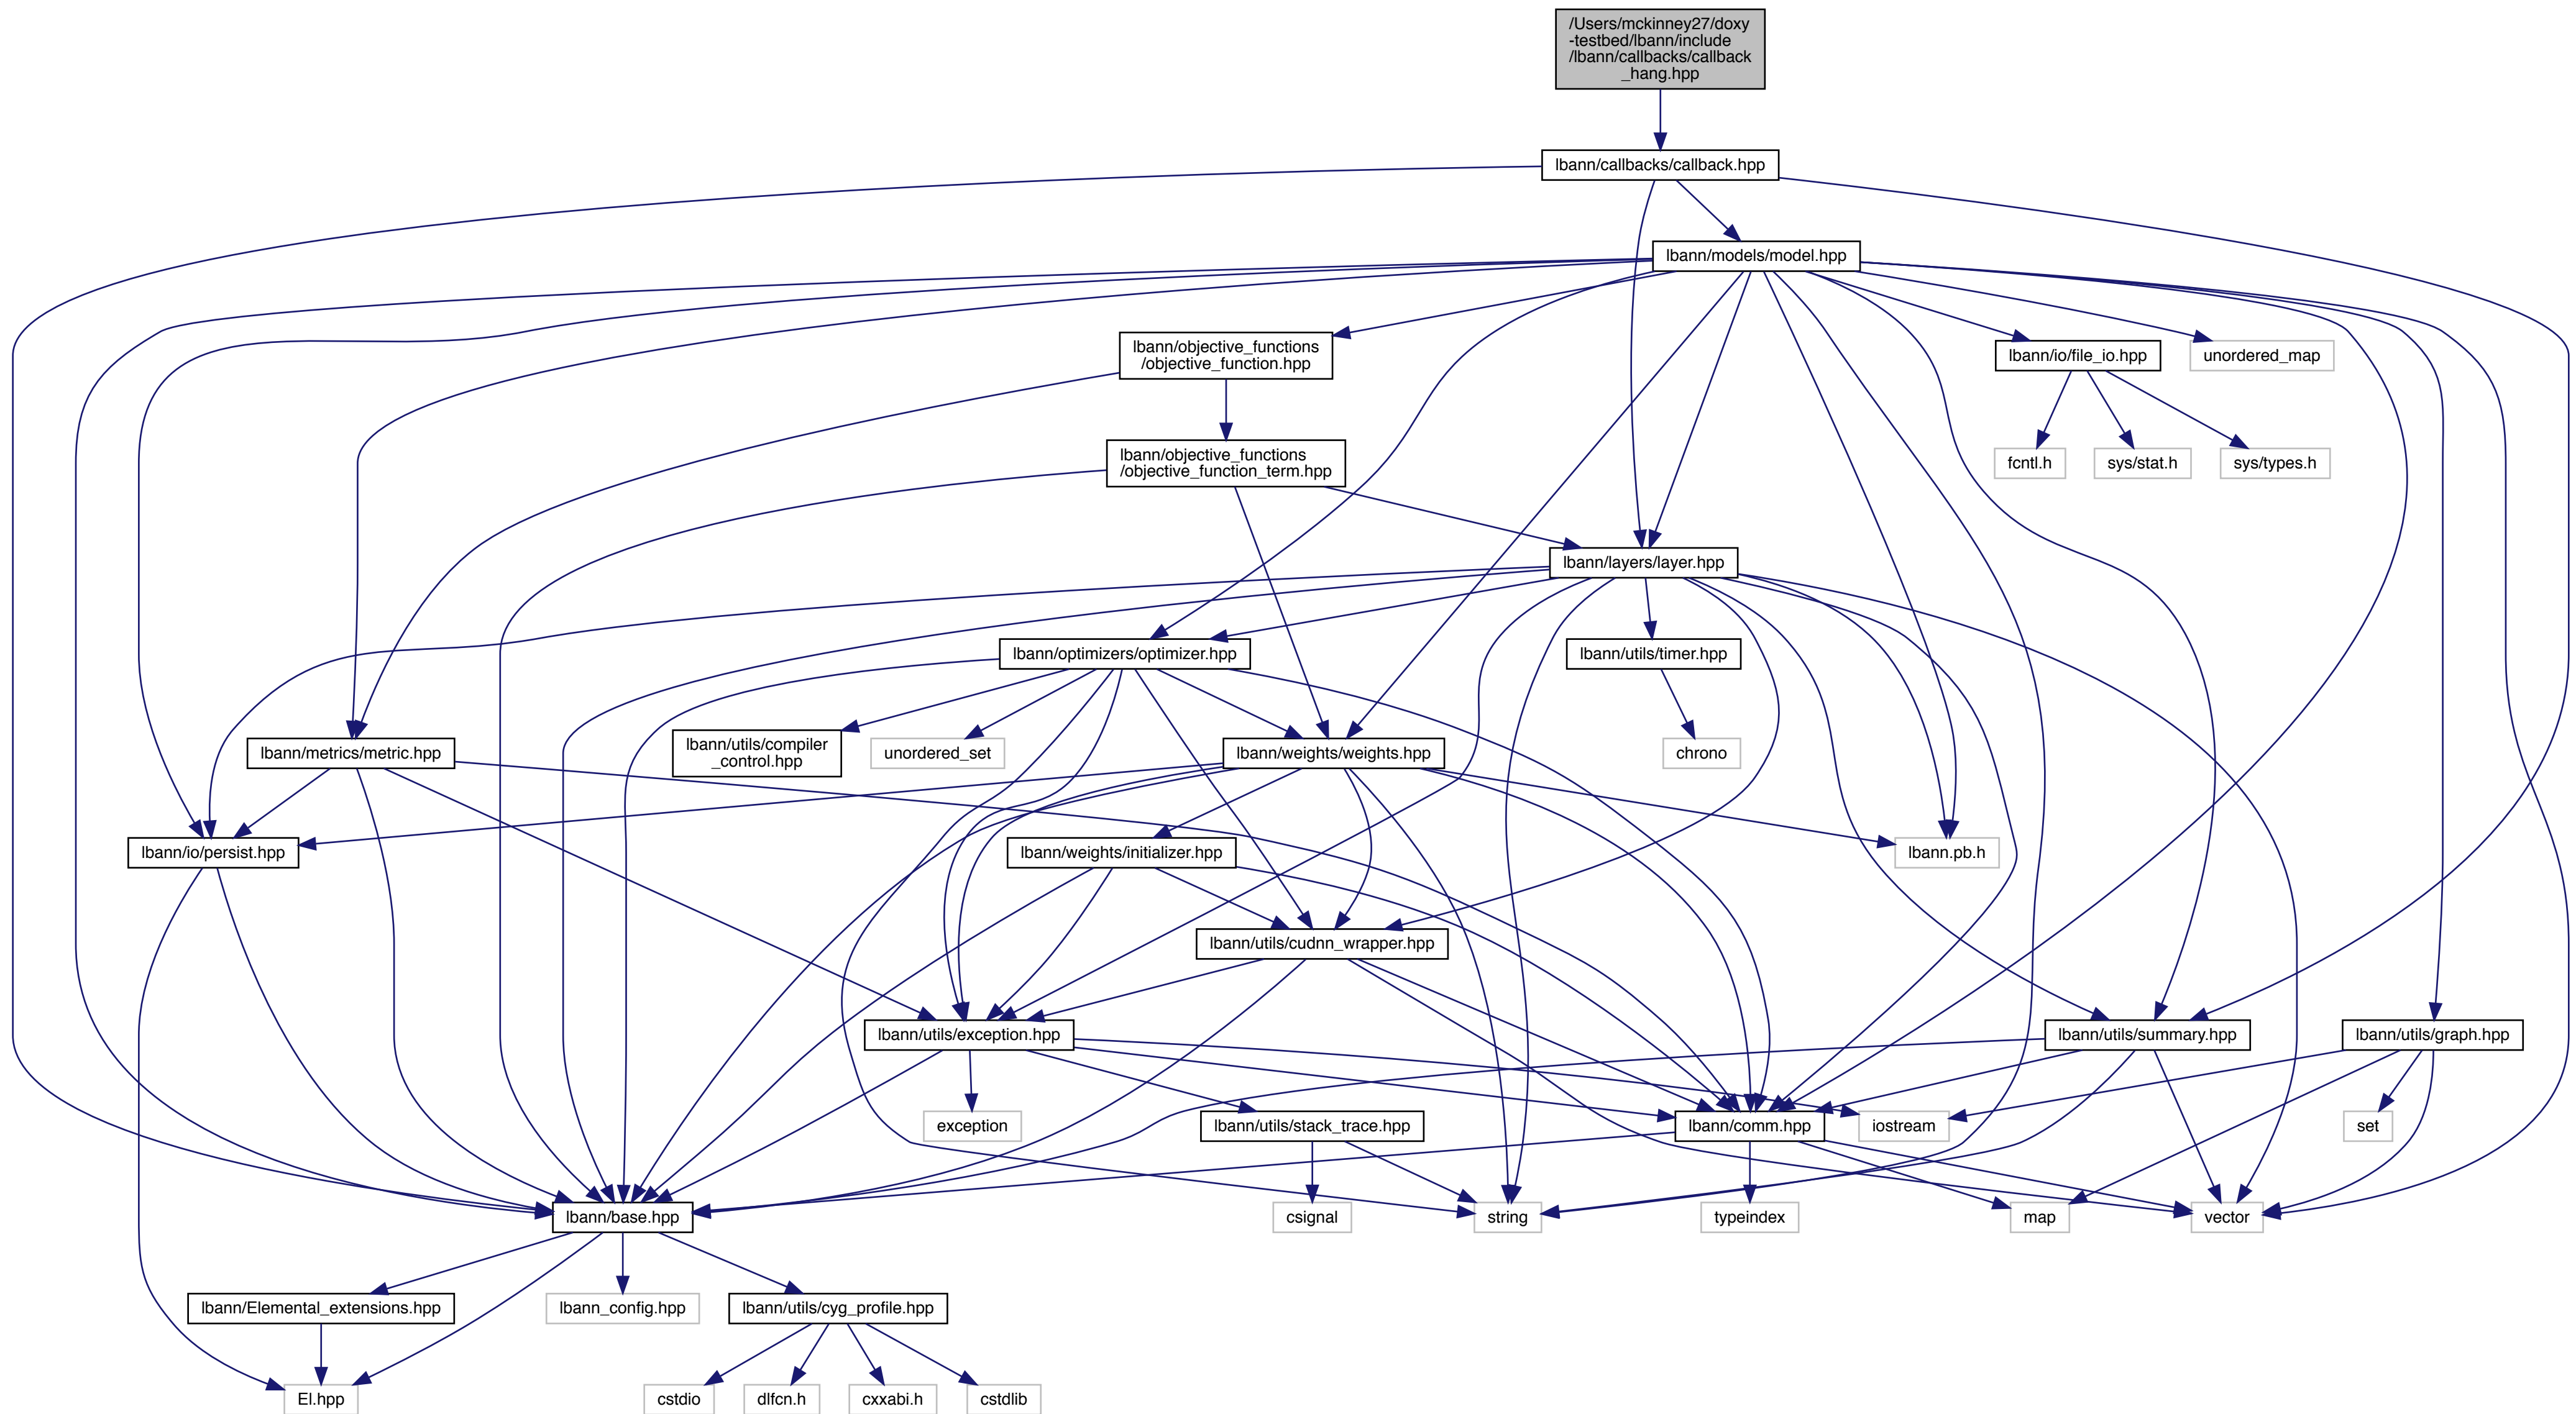 /Users/mckinney27/doxy
-testbed/lbann/include
/lbann/callbacks/callback
_hang.hpp
lbann/callbacks/callback.hpp
lbann/models/model.hpp
lbann/objective_functions
/objective_function.hpp
lbann/io/file_io.hpp
unordered_map
lbann/objective_functions
/objective_function_term.hpp
fcntl.h
sys/stat.h
sys/types.h
lbann/layers/layer.hpp
lbann/optimizers/optimizer.hpp
lbann/utils/timer.hpp
lbann/metrics/metric.hpp
lbann/utils/compiler
_control.hpp
unordered_set
lbann/weights/weights.hpp
chrono
lbann/io/persist.hpp
lbann/weights/initializer.hpp
lbann.pb.h
lbann/utils/cudnn_wrapper.hpp
lbann/utils/exception.hpp
lbann/utils/summary.hpp
lbann/utils/graph.hpp
exception
lbann/utils/stack_trace.hpp
lbann/comm.hpp
iostream
set
lbann/base.hpp
csignal
string
typeindex
map
vector
lbann/Elemental_extensions.hpp
lbann_config.hpp
lbann/utils/cyg_profile.hpp
El.hpp
cstdio
dlfcn.h
cxxabi.h
cstdlib